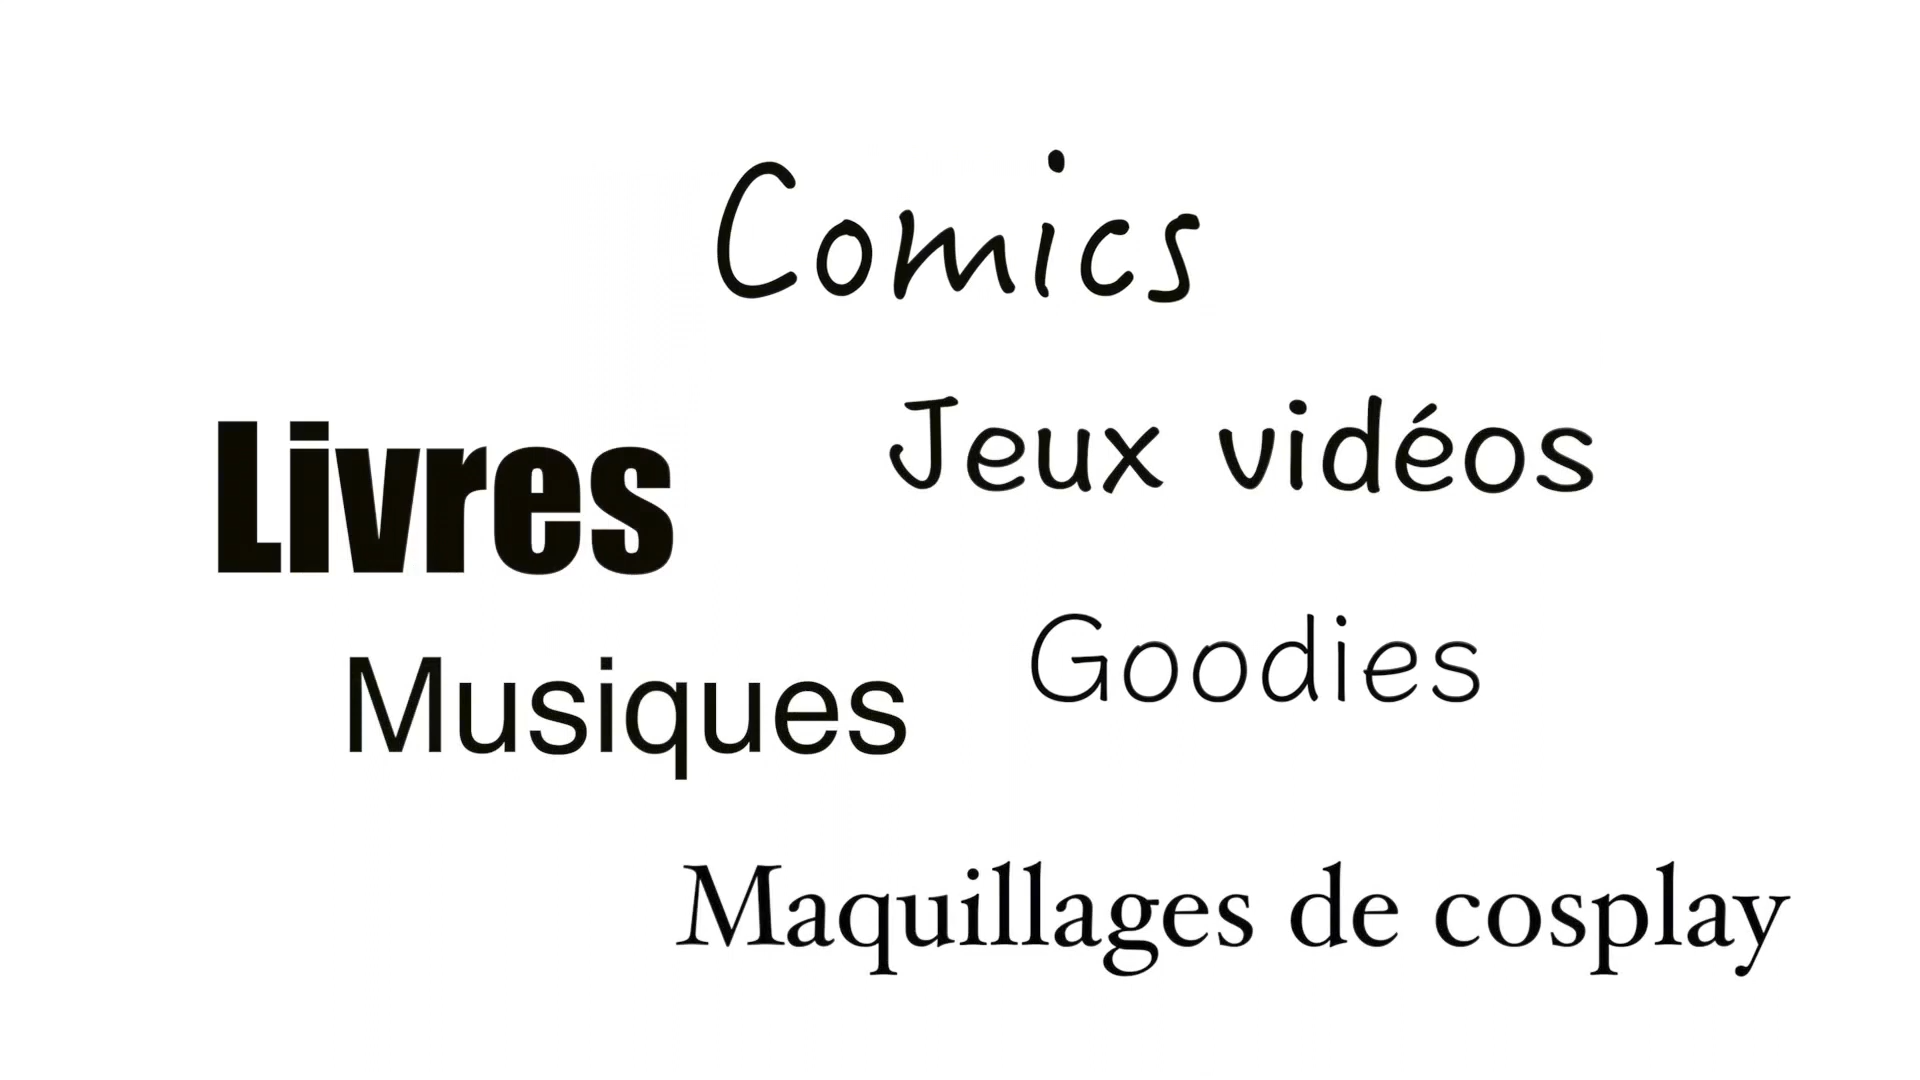 Comics
Jeux vidéos
Livres
Goodies
Musiques
Maquillages de cosplay